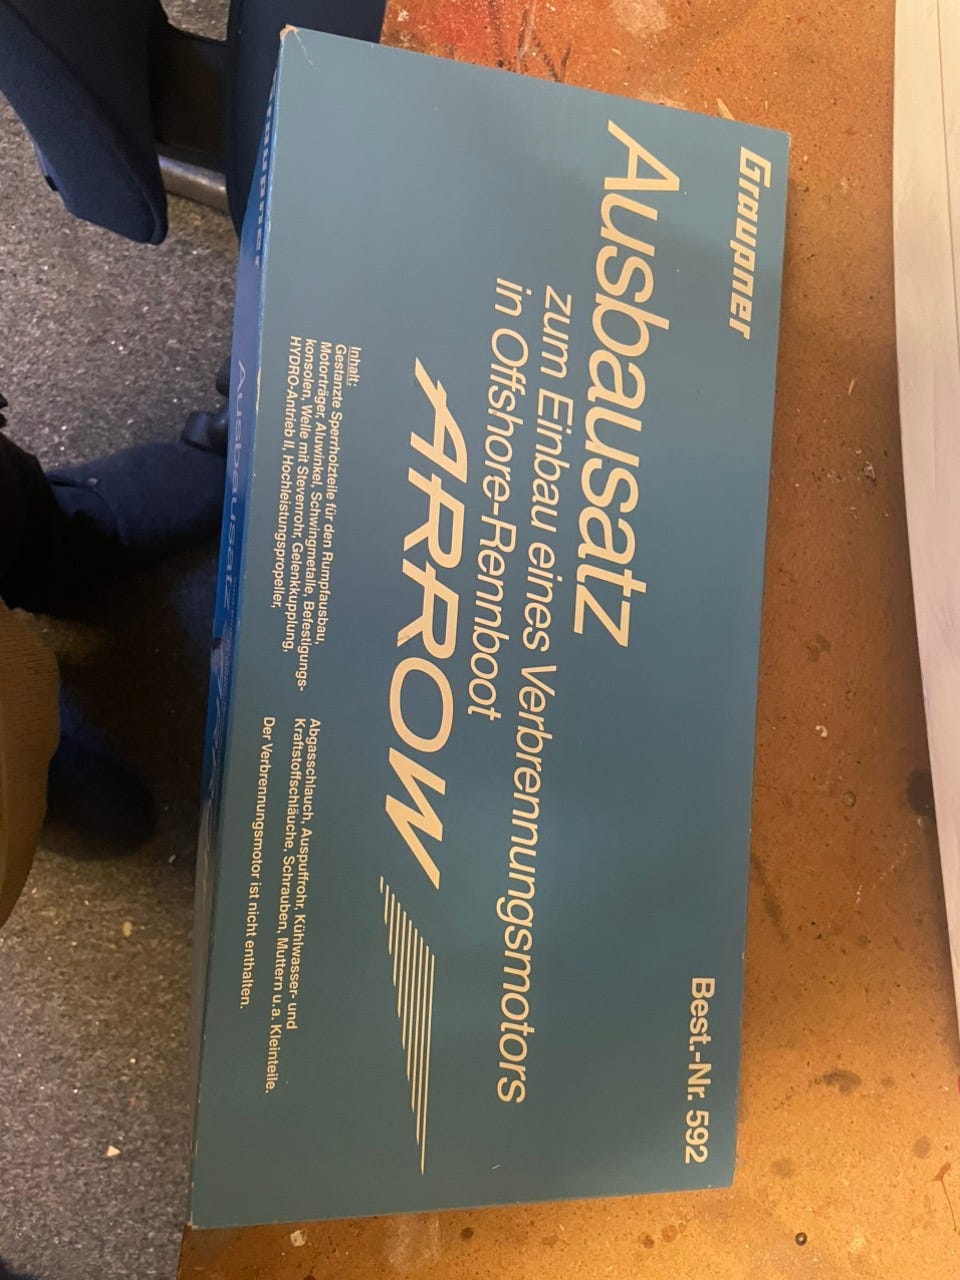 Graupner
Best.-Nr. 592
Ausbausatz
zum Einbau eines Verbrennungsmotors
in Offshore-Rennboot
ARROW
Inhalt:
Gestanzte Sperrholzteile für den Rumpfausbau,
Motorträger, Aluwinkel, Schwingmetalle, Befestigungs-
konsolen, Welle mit Stevenrohr, Gelenkkupplung,
HYDRO-Antrieb II, Hochleistungspropeller,
Abgasschlauch, Auspuffrohr, Kühlwasser- und
Kraftstoffschläuche, Schrauben, Muttern u.a. Kleinteile.
Der Verbrennungsmotor ist nicht enthalten.
Graupner
Ausbausatz